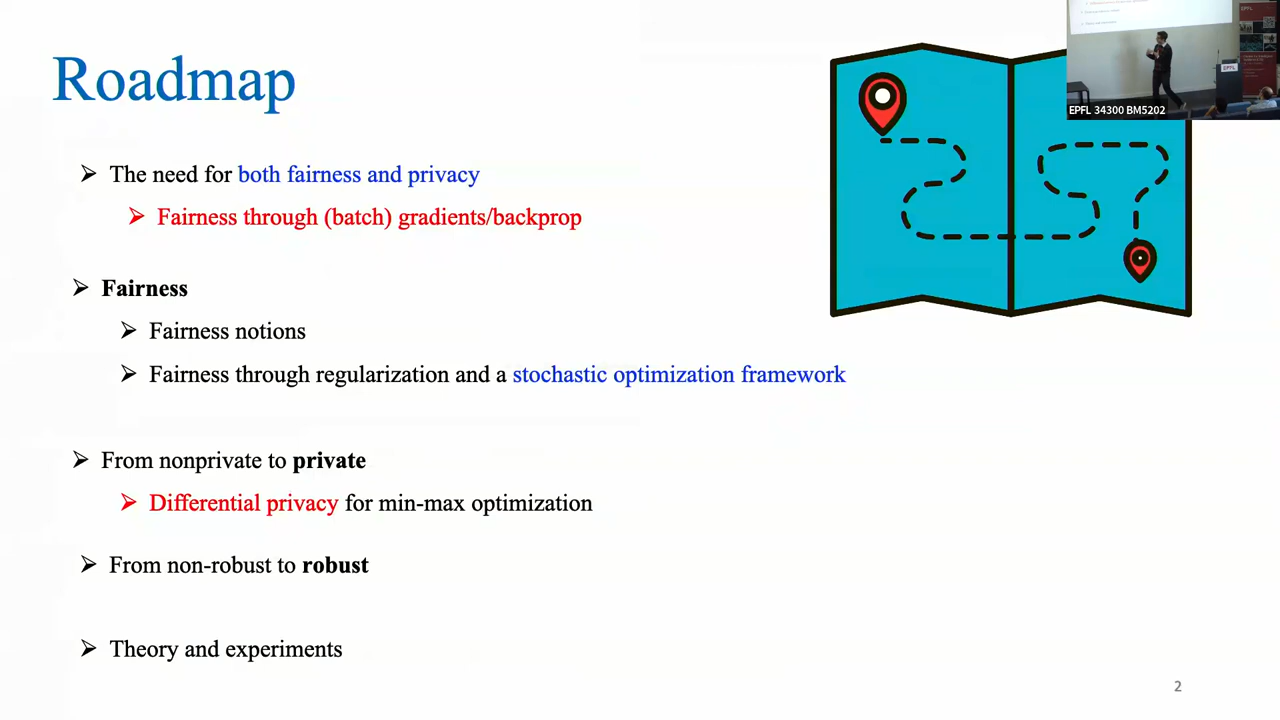 Roadmap
The need for both fairness and privacy
Fairness through (batch) gradients/backprop
Fairness
Fairness notions
Fairness through regularization and a stochastic optimization framework
From nonprivate to private
Differential privacy for min-max optimization
From non-robust to robust
Theory and experiments
2
EPFL
EPFL
EPFL 34300 BM5202